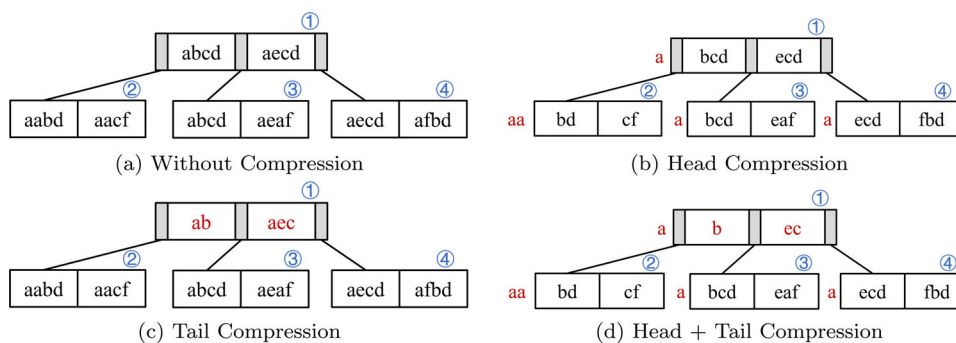 ①
abcd aecd
② ③ ④
aabd aacf abcd aeaf aecd afbd
(a) Without Compression
①
a bcd ecd
② ③ ④
aa bd cf a bcd eaf a ecd fbd
(b) Head Compression
①
ab aec
② ③ ④
aabd aacf abcd aeaf aecd afbd
(c) Tail Compression
①
a b ec
② ③ ④
aa bd cf a bcd eaf a ecd fbd
(d) Head + Tail Compression